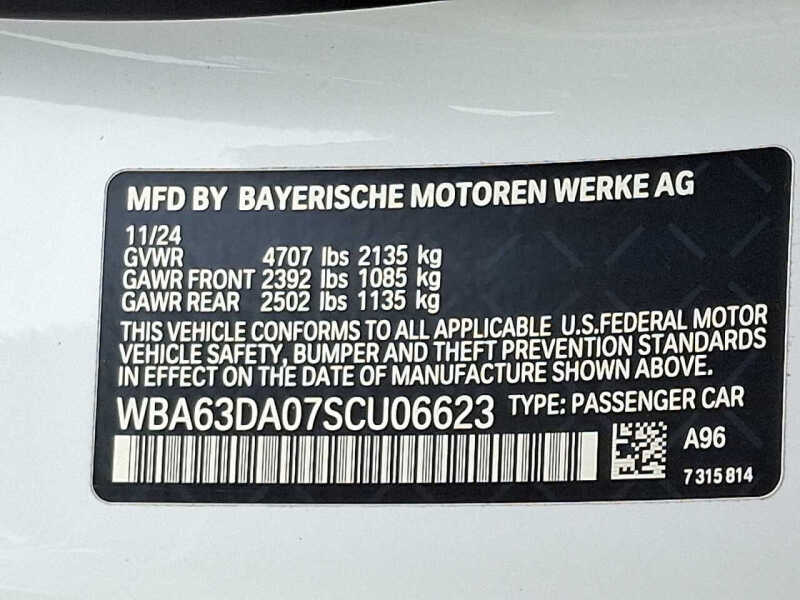 MFD BY BAYERISCHE MOTOREN WERKE AG
11/24
GVWR 4707 lbs 2135 kg
GAWR FRONT 2392 lbs 1085 kg
GAWR REAR 2502 lbs 1135 kg
THIS VEHICLE CONFORMS TO ALL APPLICABLE U.S.FEDERAL MOTOR
VEHICLE SAFETY, BUMPER AND THEFT PREVENTION STANDARDS
IN EFFECT ON THE DATE OF MANUFACTURE SHOWN ABOVE.
WBA63DA07SCU06623 TYPE: PASSENGER CAR
A96
7 315 814